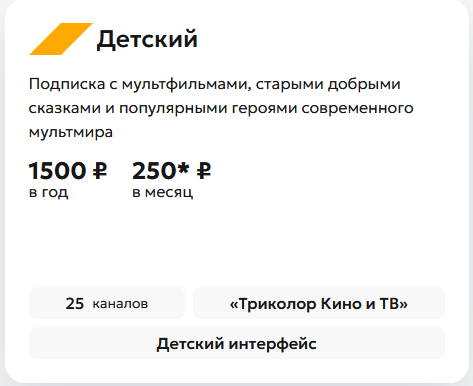 Детский
Подписка с мультфильмами, старыми добрыми
сказками и популярными героями современного
мультмира
1500 ₽ 250* ₽
в год в месяц
25 каналов «Триколор Кино и ТВ»
Детский интерфейс